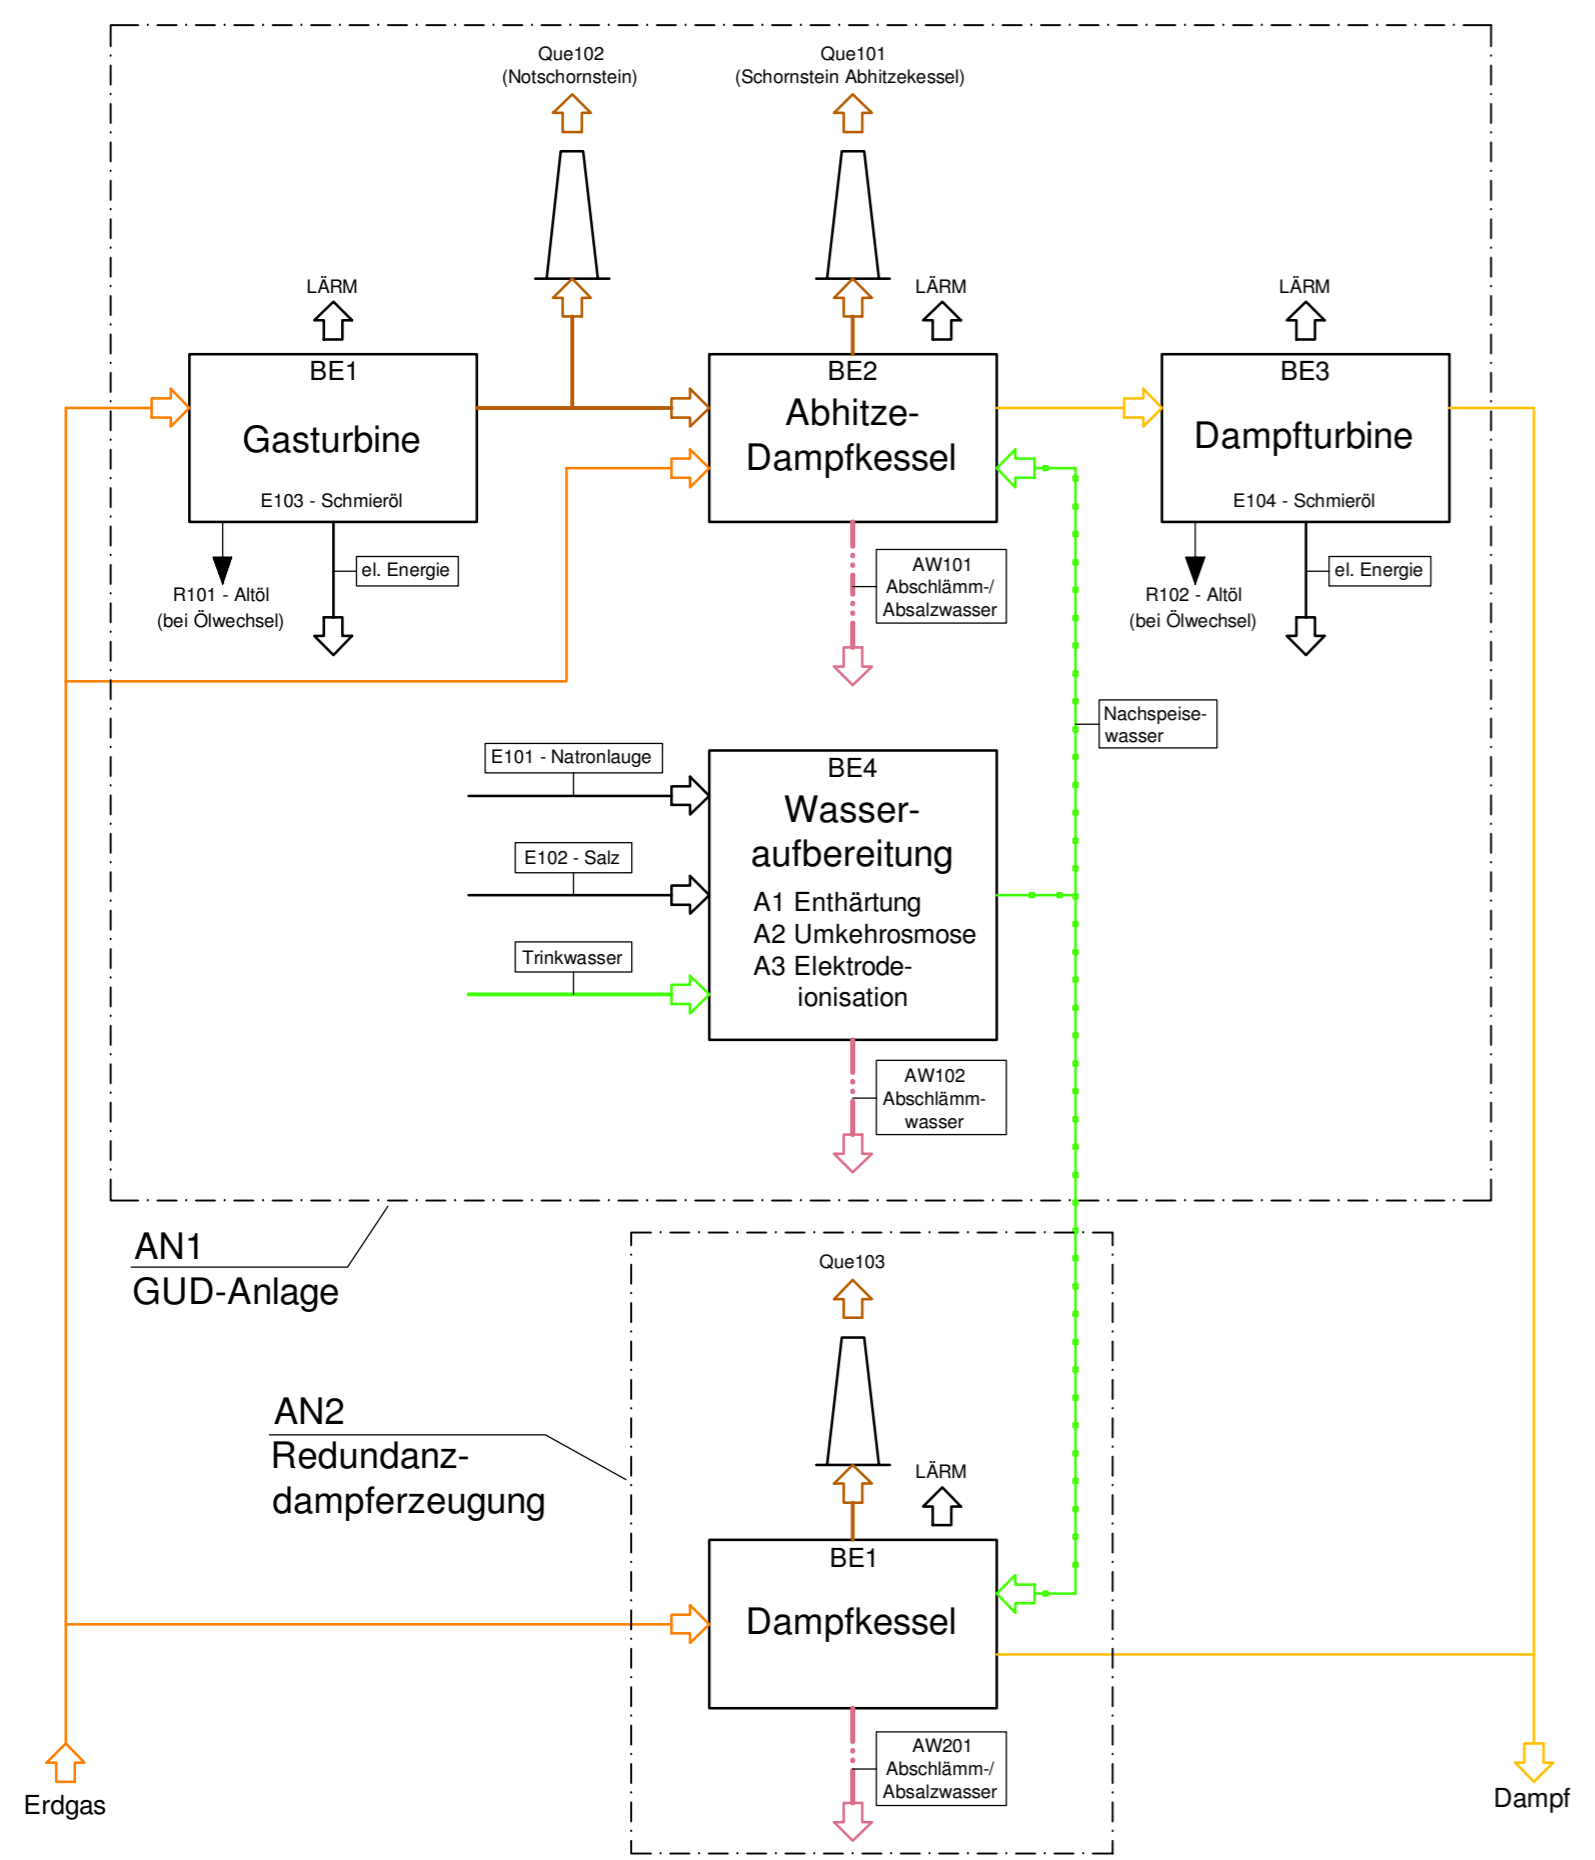 Que102
(Notschornstein)
Que101
(Schornstein Abhitzekessel)
LÄRM
LÄRM
LÄRM
BE1
Gasturbine
E103 - Schmieröl
BE2
Abhitze-
Dampfkessel
BE3
Dampfturbine
E104 - Schmieröl
R101 - Altöl
(bei Ölwechsel)
el. Energie
AW101
Abschlämm-/
Absalzwasser
R102 - Altöl
(bei Ölwechsel)
el. Energie
Nachspeise-
wasser
E101 - Natronlauge
E102 - Salz
Trinkwasser
BE4
Wasser-
aufbereitung
A1 Enthärtung
A2 Umkehrosmose
A3 Elektrode-
ionisation
AW102
Abschlämm-
wasser
AN1
GUD-Anlage
Que103
AN2
Redundanz-
dampferzeugung
LÄRM
BE1
Dampfkessel
AW201
Abschlämm-/
Absalzwasser
Erdgas
Dampf